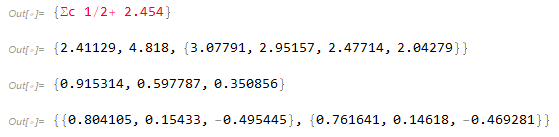 Out[•]= {Σc 1/2+ 2.454}
Out[•]= {2.41129, 4.818, {3.07791, 2.95157, 2.47714, 2.04279}}
Out[•]= {0.915314, 0.597787, 0.350856}
Out[•]= {{0.804105, 0.15433, -0.495445}, {0.761641, 0.14618, -0.469281}}